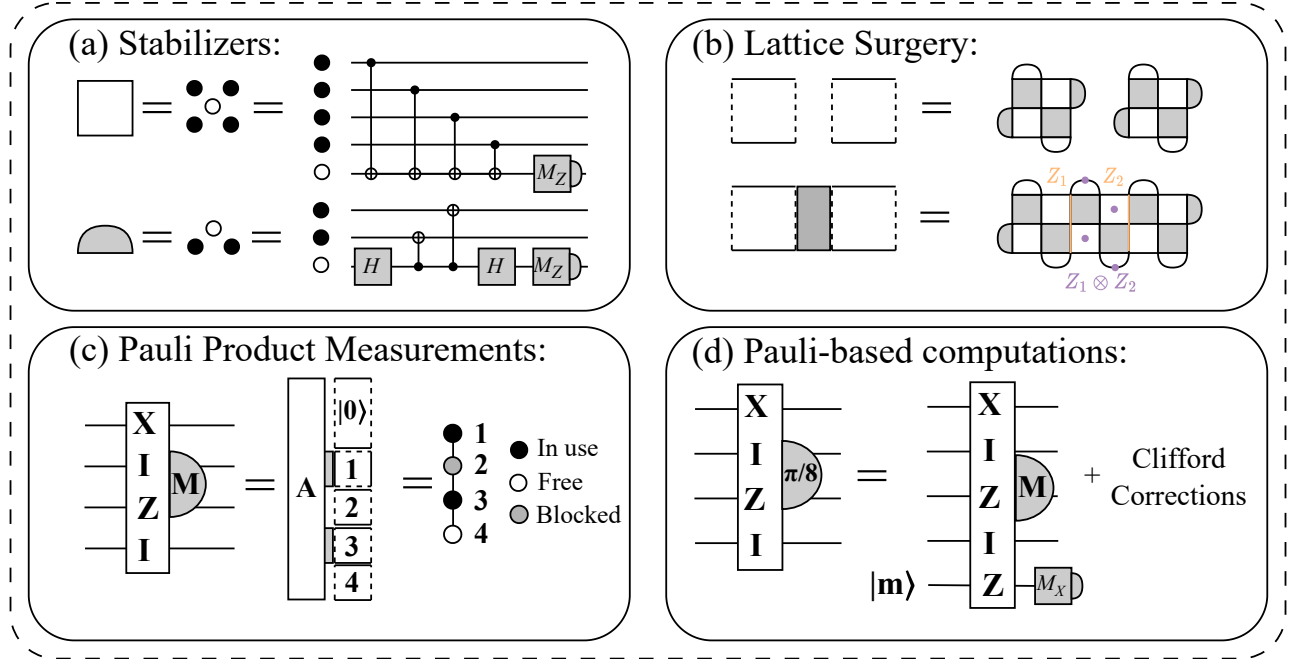 (a) Stabilizers:
=
=
M_Z
=
=
H
H
M_Z
(b) Lattice Surgery:
=
Z_1
Z_2
=
Z_1 ⊗ Z_2
(c) Pauli Product Measurements:
X
I
Z
I
M
=
A
|0⟩
1
2
3
4
=
1
2
3
4
In use
Free
Blocked
(d) Pauli-based computations:
X
I
Z
I
π/8
=
X
I
Z
I
Z
M
|m⟩
M_X
+
Clifford
Corrections